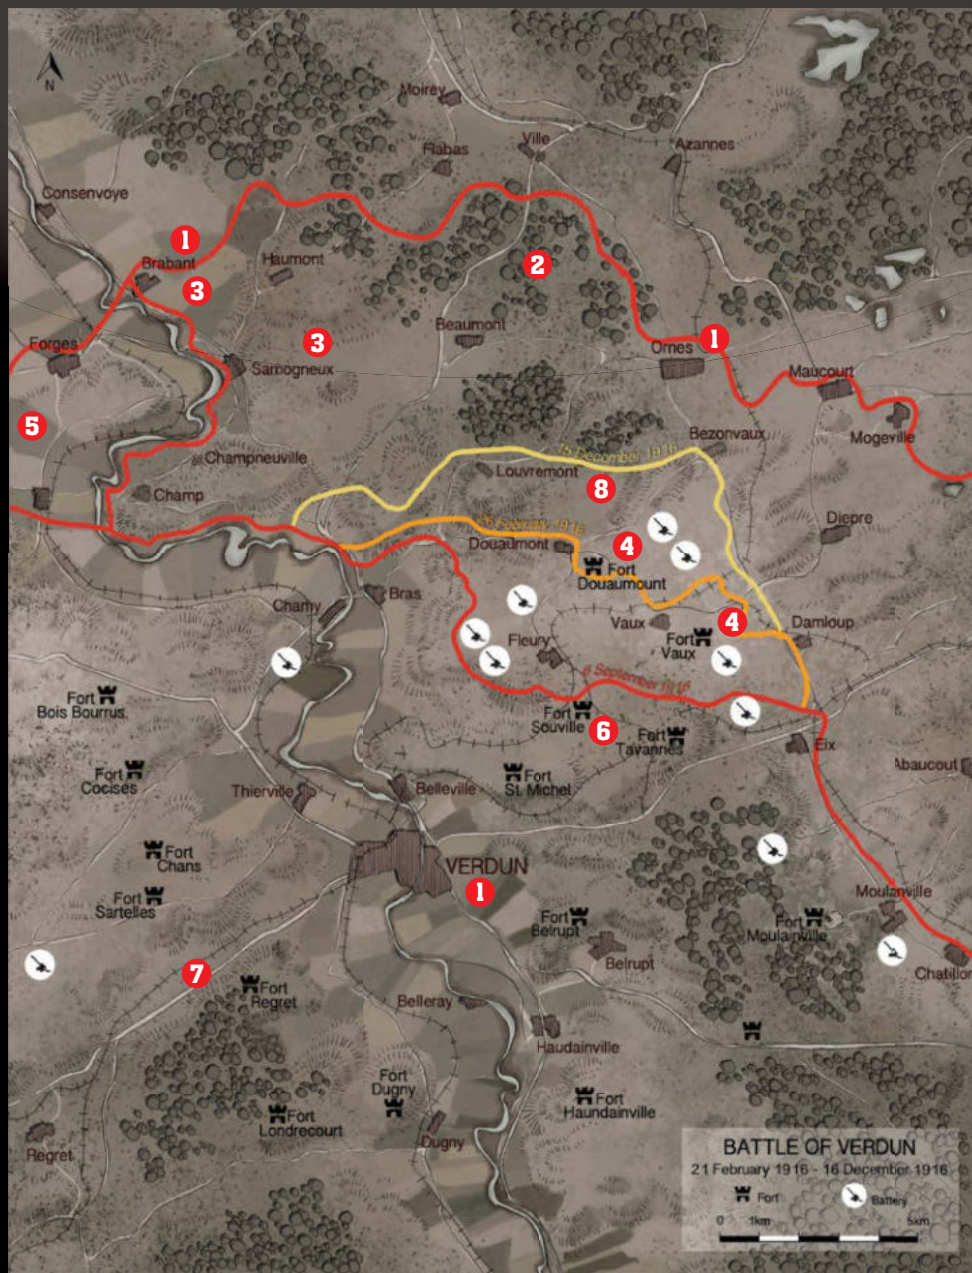 N
Moirey
Flabas
Ville
Azannes
Consenvoye
1
Brabant
Haumont
2
3
3
Beaumont
1
Ornes
Forges
Samogneux
Maucourt
5
Mogeville
Bezonvaux
15 December 1916
Champneuville
Louvremont
8
Champ
26 February 1916
Diepre
Douaumont
4
Fort
Douaumount
Charny
Bras
Vaux
4
Damloup
Fleury
Fort
Vaux
6 September 1916
Fort
Bois Bourrus
Fort
Souville
6
Fort
Tavannes
Eix
Abaucout
Fort
Cocises
Thierville
Belleville
Fort
St. Michel
Fort
Chans
VERDUN
1
Fort
Sartelles
Moulanville
Fort
Belrupt
Fort
Moulainville
Belrupt
7
Chatillon
Fort
Regret
Belleray
Haudainville
Fort
Dugny
Fort
Haundainville
Fort
Londrecourt
Dugny
Regret
BATTLE OF VERDUN
21 February 1916 - 16 December 1916
Fort
Battery
0 1km 5km